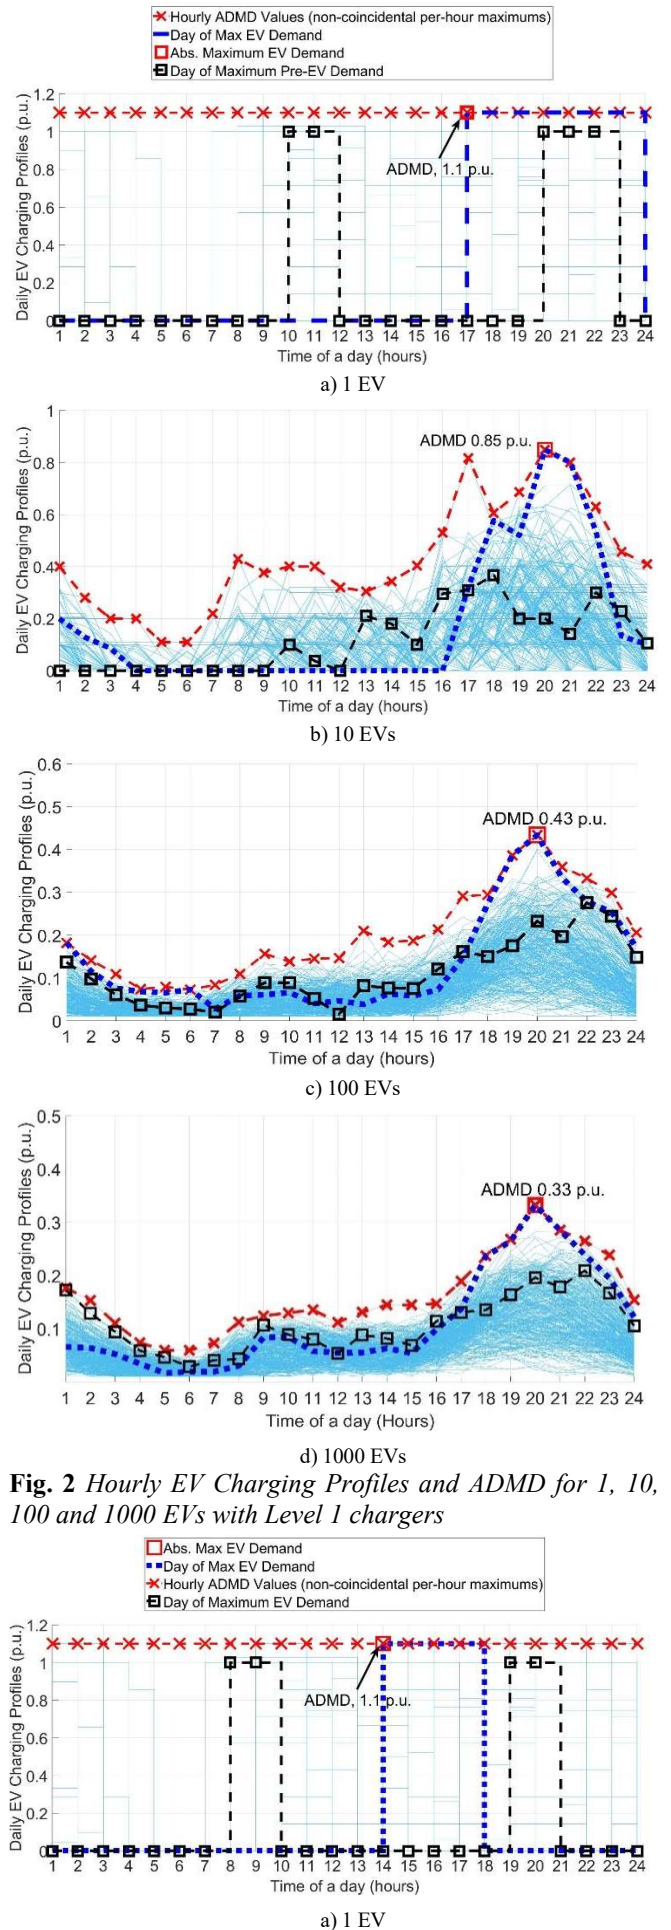 Hourly ADMD Values (non-coincidental per-hour maximums)
Day of Max EV Demand
Abs. Maximum EV Demand
Day of Maximum Pre-EV Demand
Daily EV Charging Profiles (p.u.)
1.2
1
0.8
0.6
0.4
0.2
0
ADMD, 1.1 p.u.
1 2 3 4 5 6 7 8 9 10 11 12 13 14 15 16 17 18 19 20 21 22 23 24
Time of a day (hours)
a) 1 EV
Daily EV Charging Profiles (p.u.)
1
0.8
0.6
0.4
0.2
0
ADMD 0.85 p.u.
1 2 3 4 5 6 7 8 9 10 11 12 13 14 15 16 17 18 19 20 21 22 23 24
Time of a day (hours)
b) 10 EVs
Daily EV Charging Profiles (p.u.)
0.6
0.5
0.4
0.3
0.2
0.1
0
ADMD 0.43 p.u.
1 2 3 4 5 6 7 8 9 10 11 12 13 14 15 16 17 18 19 20 21 22 23 24
Time of a day (hours)
c) 100 EVs
Daily EV Charging Profiles (p.u.)
0.5
0.4
0.3
0.2
0.1
ADMD 0.33 p.u.
1 2 3 4 5 6 7 8 9 10 11 12 13 14 15 16 17 18 19 20 21 22 23 24
Time of a day (Hours)
d) 1000 EVs
Fig. 2 Hourly EV Charging Profiles and ADMD for 1, 10,
100 and 1000 EVs with Level 1 chargers
Abs. Max EV Demand
Day of Max EV Demand
Hourly ADMD Values (non-coincidental per-hour maximums)
Day of Maximum EV Demand
Daily EV Charging Profiles (p.u.)
1.2
1
0.8
0.6
0.4
0.2
0
ADMD, 1.1 p.u.
1 2 3 4 5 6 7 8 9 10 11 12 13 14 15 16 17 18 19 20 21 22 23 24
Time of a day (hours)
a) 1 EV